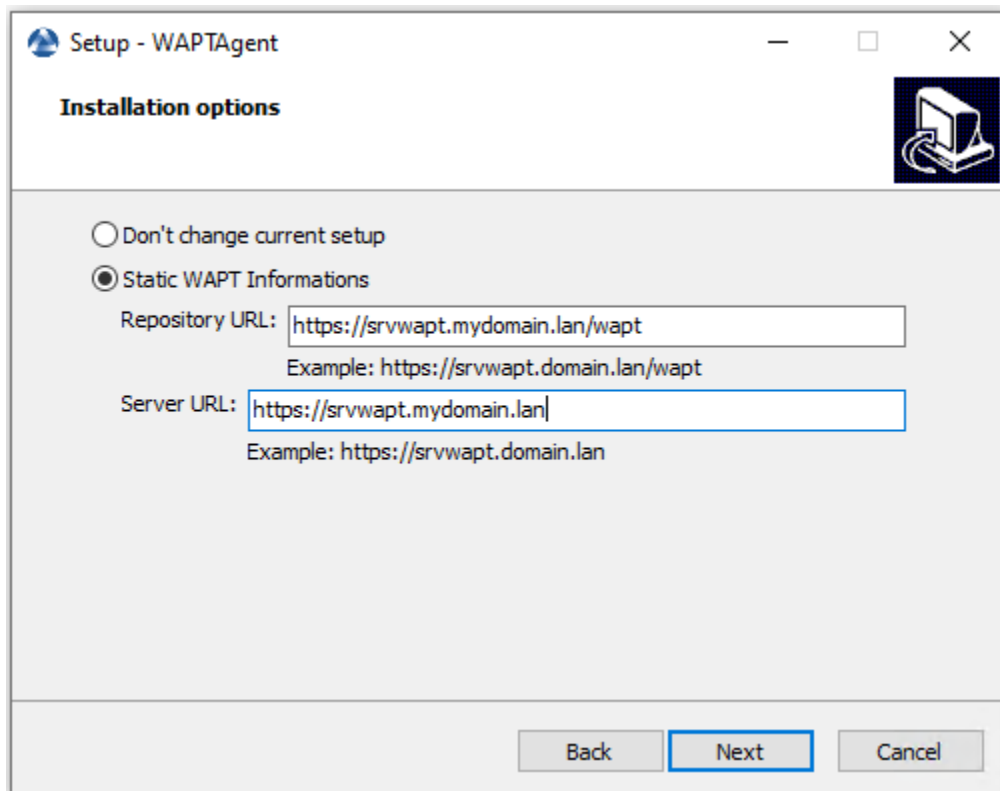 Setup - WAPTAgent
Installation options
Don't change current setup
Static WAPT Informations
Repository URL: https://srvwapt.mydomain.lan/wapt
Example: https://srvwapt.domain.lan/wapt
Server URL: https://srvwapt.mydomain.lan
Example: https://srvwapt.domain.lan
Back Next Cancel